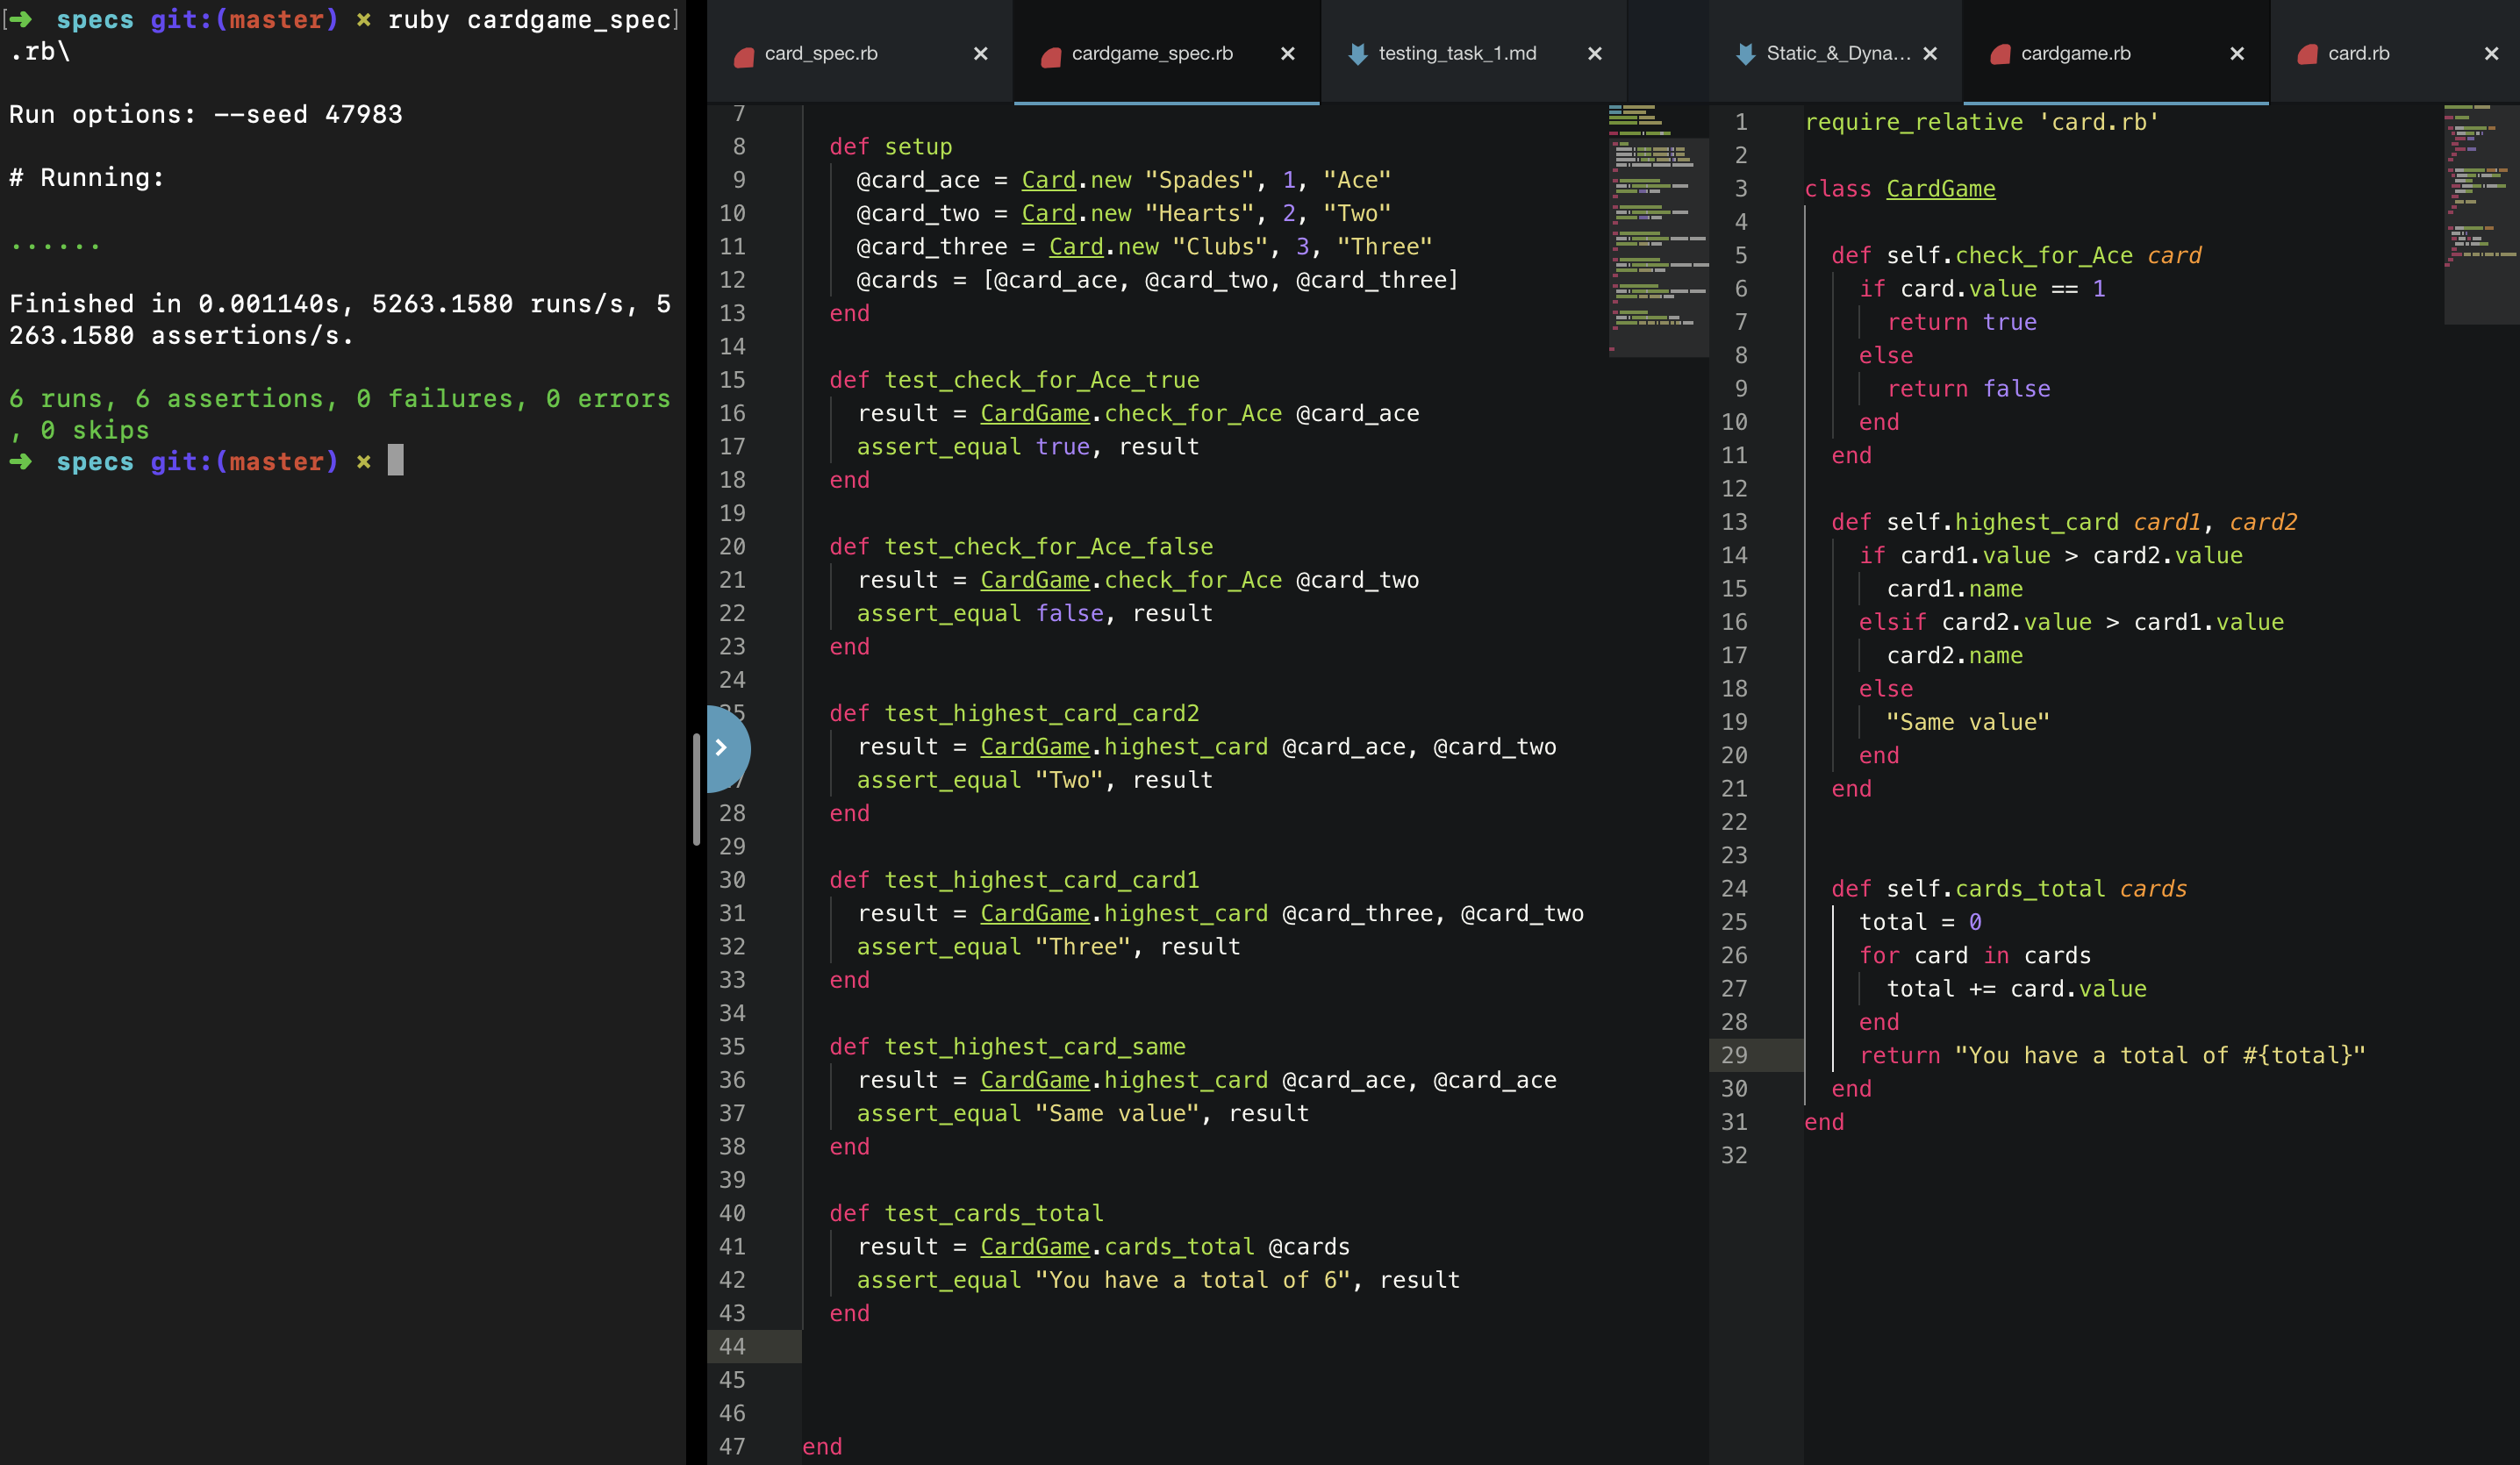 ➜ specs git:(master) ✗ ruby cardgame_spec
.rb\
Run options: --seed 47983
# Running:
......
Finished in 0.001140s, 5263.1580 runs/s, 5
263.1580 assertions/s.
6 runs, 6 assertions, 0 failures, 0 errors
, 0 skips
➜ specs git:(master) ✗
card_spec.rb ×
cardgame_spec.rb ×
testing_task_1.md ×
7
8 def setup
9 @card_ace = Card.new "Spades", 1, "Ace"
10 @card_two = Card.new "Hearts", 2, "Two"
11 @card_three = Card.new "Clubs", 3, "Three"
12 @cards = [@card_ace, @card_two, @card_three]
13 end
14
15 def test_check_for_Ace_true
16 result = CardGame.check_for_Ace @card_ace
17 assert_equal true, result
18 end
19
20 def test_check_for_Ace_false
21 result = CardGame.check_for_Ace @card_two
22 assert_equal false, result
23 end
24
25 def test_highest_card_card2
result = CardGame.highest_card @card_ace, @card_two
assert_equal "Two", result
28 end
29
30 def test_highest_card_card1
31 result = CardGame.highest_card @card_three, @card_two
32 assert_equal "Three", result
33 end
34
35 def test_highest_card_same
36 result = CardGame.highest_card @card_ace, @card_ace
37 assert_equal "Same value", result
38 end
39
40 def test_cards_total
41 result = CardGame.cards_total @cards
42 assert_equal "You have a total of 6", result
43 end
44
45
46
47 end
Static_&_Dyna... ×
cardgame.rb ×
card.rb ×
1 require_relative 'card.rb'
2
3 class CardGame
4
5 def self.check_for_Ace card
6 if card.value == 1
7 return true
8 else
9 return false
10 end
11 end
12
13 def self.highest_card card1, card2
14 if card1.value > card2.value
15 card1.name
16 elsif card2.value > card1.value
17 card2.name
18 else
19 "Same value"
20 end
21 end
22
23
24 def self.cards_total cards
25 total = 0
26 for card in cards
27 total += card.value
28 end
29 return "You have a total of #{total}"
30 end
31 end
32